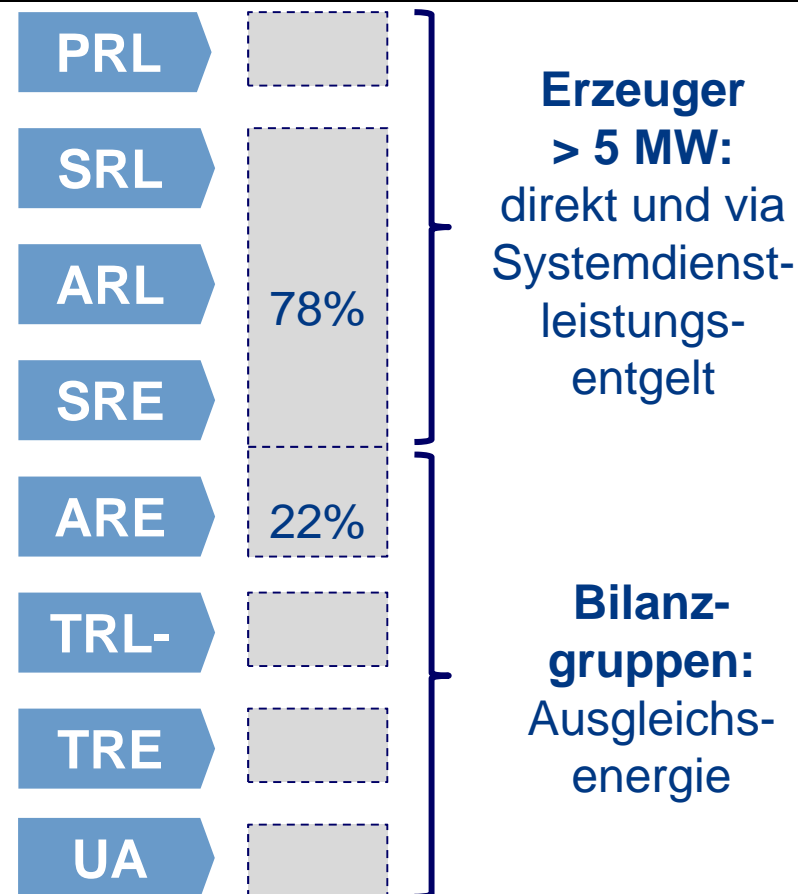 PRL
SRL
ARL
SRE
ARE
TRL-
TRE
UA
78%
22%
Erzeuger
> 5 MW:
direkt und via
Systemdienst-
leistungs-
entgelt
Bilanz-
gruppen:
Ausgleichs-
energie